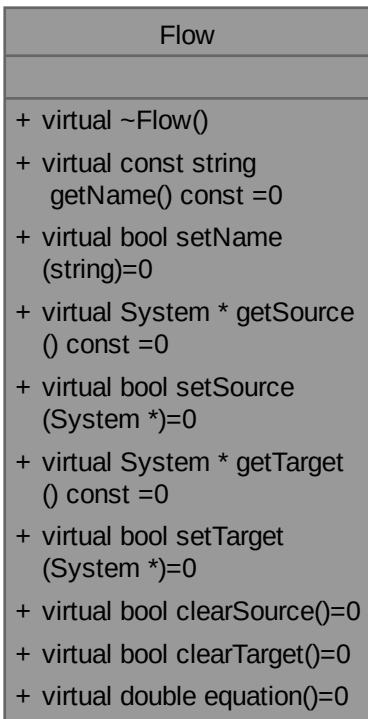 Flow
+ virtual ~Flow()
+ virtual const string
getName() const =0
+ virtual bool setName
(string)=0
+ virtual System * getSource
() const =0
+ virtual bool setSource
(System *)=0
+ virtual System * getTarget
() const =0
+ virtual bool setTarget
(System *)=0
+ virtual bool clearSource()=0
+ virtual bool clearTarget()=0
+ virtual double equation()=0